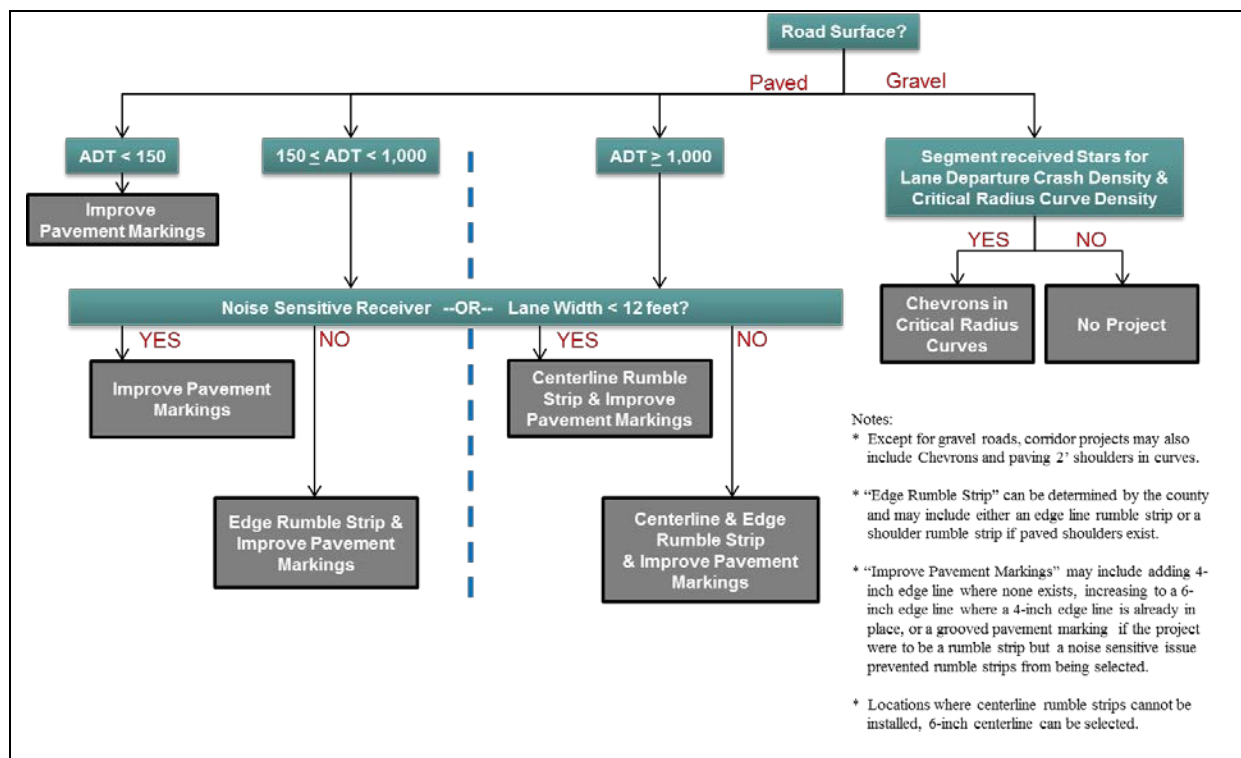 Road Surface?
Paved
Gravel
ADT < 150
150 ≤ ADT < 1,000
ADT ≥ 1,000
Segment received Stars for
Lane Departure Crash Density &
Critical Radius Curve Density
Improve
Pavement Markings
YES
NO
Chevrons in
Critical Radius
Curves
No Project
Noise Sensitive Receiver --OR-- Lane Width < 12 feet?
YES
NO
YES
NO
Improve Pavement
Markings
Centerline Rumble
Strip & Improve
Pavement Markings
Edge Rumble Strip &
Improve Pavement
Markings
Centerline & Edge
Rumble Strip
& Improve Pavement
Markings
Notes:
* Except for gravel roads, corridor projects may also
include Chevrons and paving 2' shoulders in curves.
* “Edge Rumble Strip” can be determined by the county
and may include either an edge line rumble strip or a
shoulder rumble strip if paved shoulders exist.
* “Improve Pavement Markings” may include adding 4-
inch edge line where none exists, increasing to a 6-
inch edge line where a 4-inch edge line is already in
place, or a grooved pavement marking if the project
were to be a rumble strip but a noise sensitive issue
prevented rumble strips from being selected.
* Locations where centerline rumble strips cannot be
installed, 6-inch centerline can be selected.